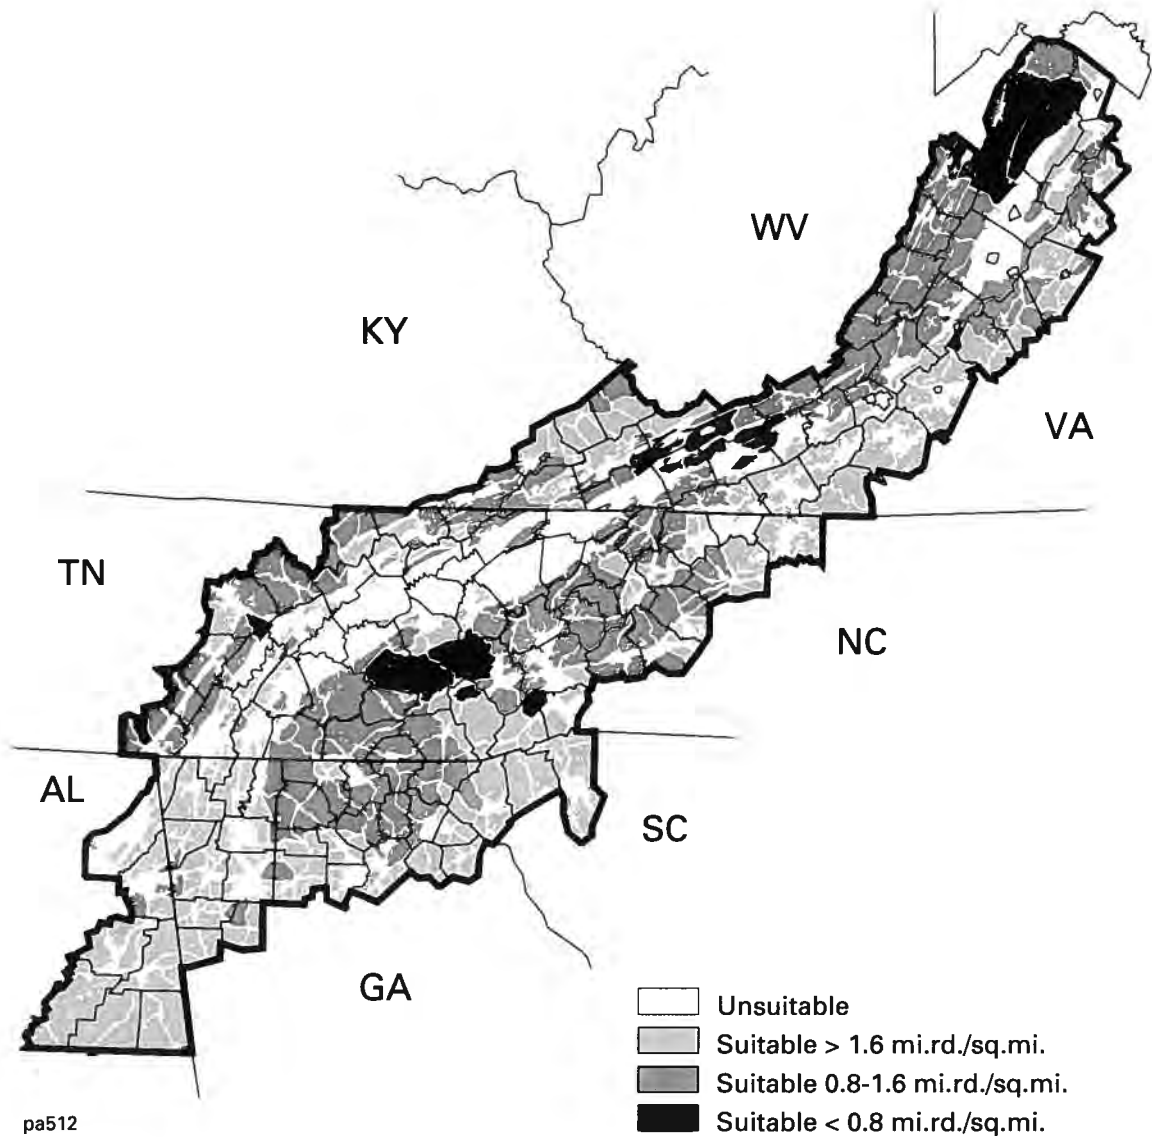 WV
KY
VA
TN
NC
AL
SC
GA
Unsuitable
Suitable > 1.6 mi.rd./sq.mi.
Suitable 0.8-1.6 mi.rd./sq.mi.
Suitable < 0.8 mi.rd./sq.mi.
pa512